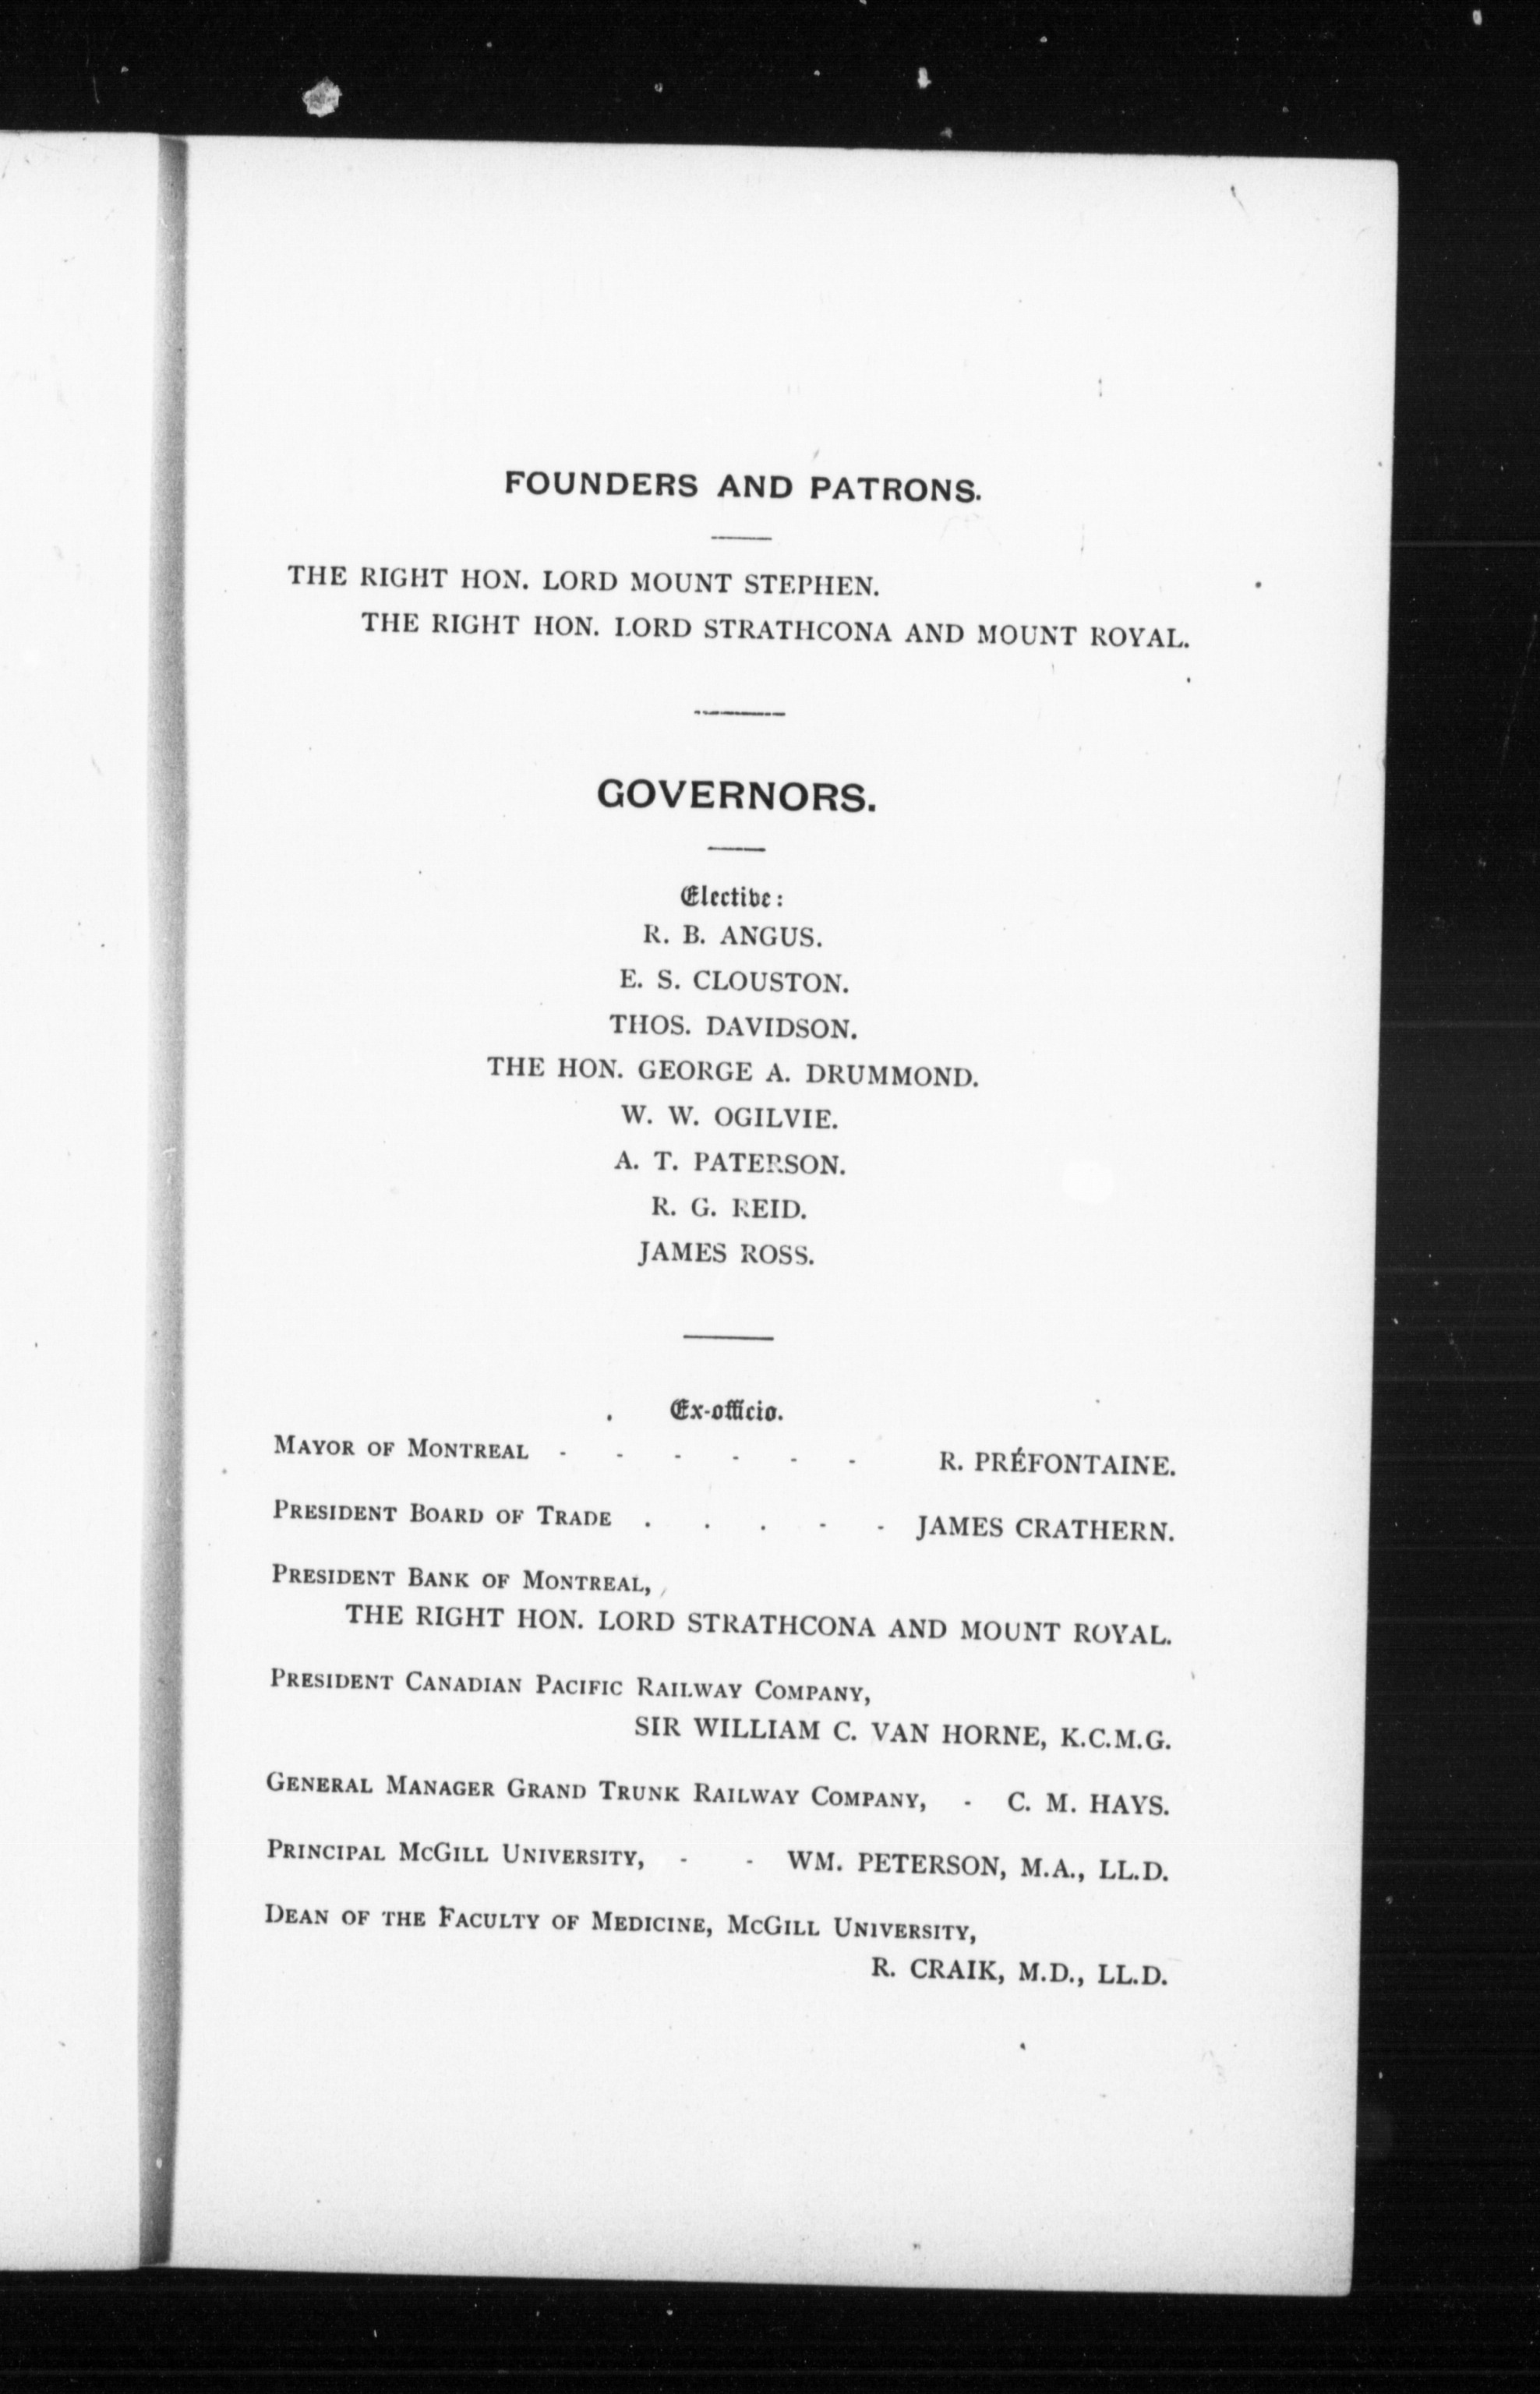 FOUNDERS AND PATRONS.
THE RIGHT HON. LORD MOUNT STEPHEN.
THE RIGHT HON. LORD STRATHCONA AND MOUNT ROYAL.
GOVERNORS.
Elective:
R. B. ANGUS.
E. S. CLOUSTON.
THOS. DAVIDSON.
THE HON. GEORGE A. DRUMMOND.
W. W. OGILVIE.
A. T. PATERSON.
R. G. REID.
JAMES ROSS.
Ex-officio.
MAYOR OF MONTREAL - - - - - - R. PRÉFONTAINE.
PRESIDENT BOARD OF TRADE . . . - - JAMES CRATHERN.
PRESIDENT BANK OF MONTREAL,
THE RIGHT HON. LORD STRATHCONA AND MOUNT ROYAL.
PRESIDENT CANADIAN PACIFIC RAILWAY COMPANY,
SIR WILLIAM C. VAN HORNE, K.C.M.G.
GENERAL MANAGER GRAND TRUNK RAILWAY COMPANY, - C. M. HAYS.
PRINCIPAL MCGILL UNIVERSITY, - - WM. PETERSON, M.A., LL.D.
DEAN OF THE FACULTY OF MEDICINE, MCGILL UNIVERSITY,
R. CRAIK, M.D., LL.D.